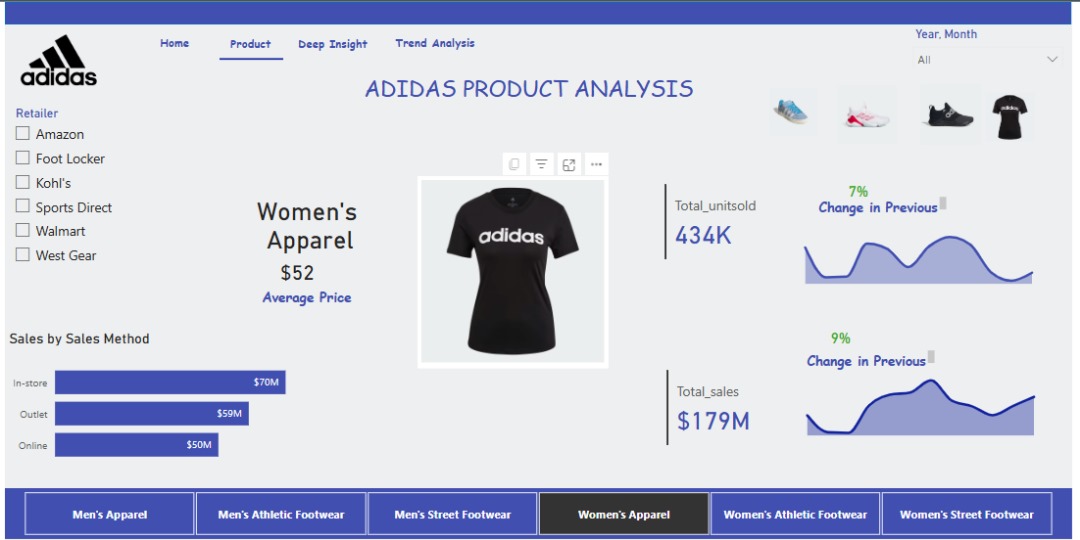 adidas
Home
Product
Deep Insight
Trend Analysis
Year, Month
All
ADIDAS PRODUCT ANALYSIS
Retailer
Amazon
Foot Locker
Kohl's
Sports Direct
Walmart
West Gear
Women's
Apparel
$52
Average Price
adidas
Total_unitsold
434K
7%
Change in Previous
Sales by Sales Method
In-store
$70M
Outlet
$59M
Online
$50M
Total_sales
$179M
9%
Change in Previous
Men's Apparel
Men's Athletic Footwear
Men's Street Footwear
Women's Apparel
Women's Athletic Footwear
Women's Street Footwear